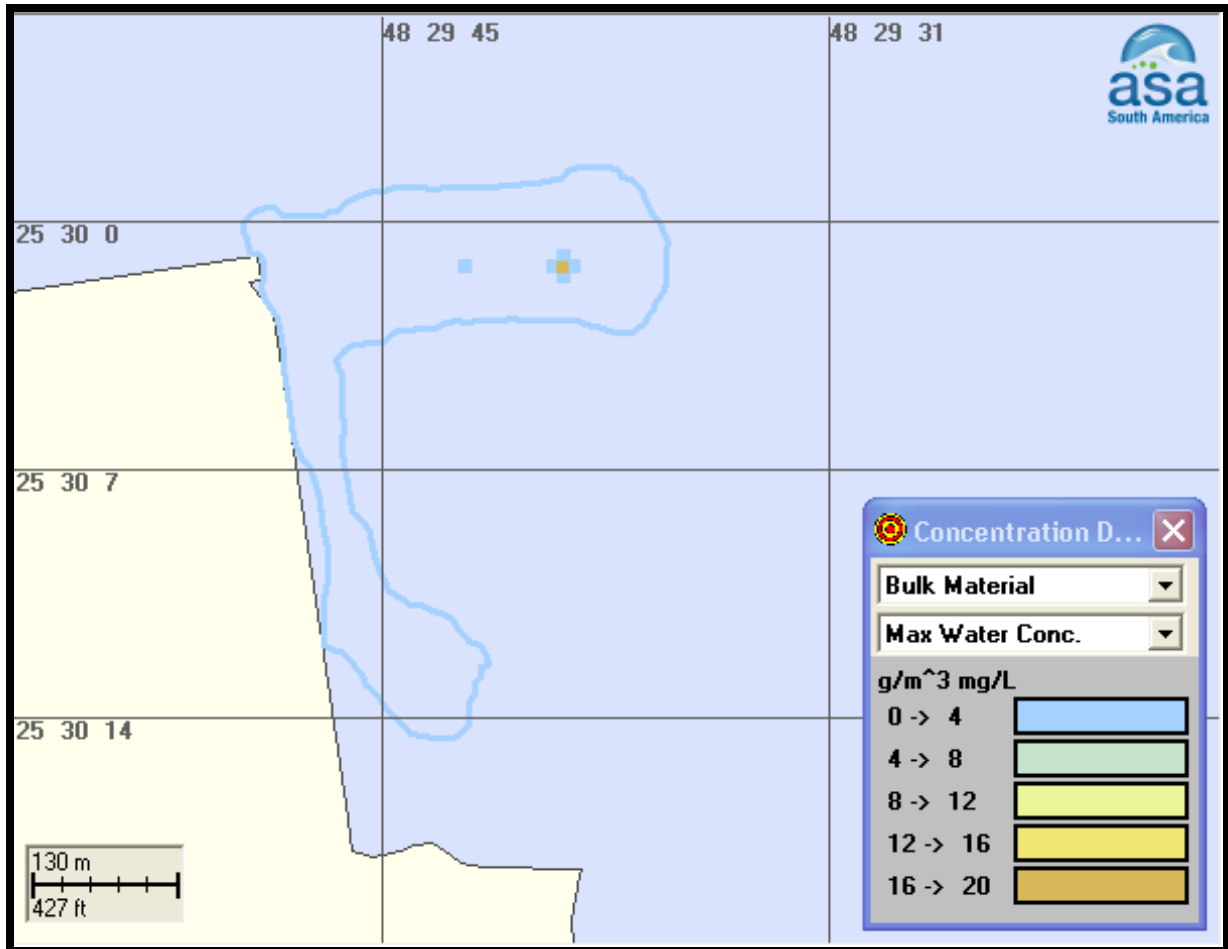 48 29 45
48 29 31
asa
South America
25 30 0
25 30 7
25 30 14
Concentration D...
Bulk Material
Max Water Conc.
g/m^3 mg/L
0 -> 4
4 -> 8
8 -> 12
12 -> 16
16 -> 20
130 m
427 ft